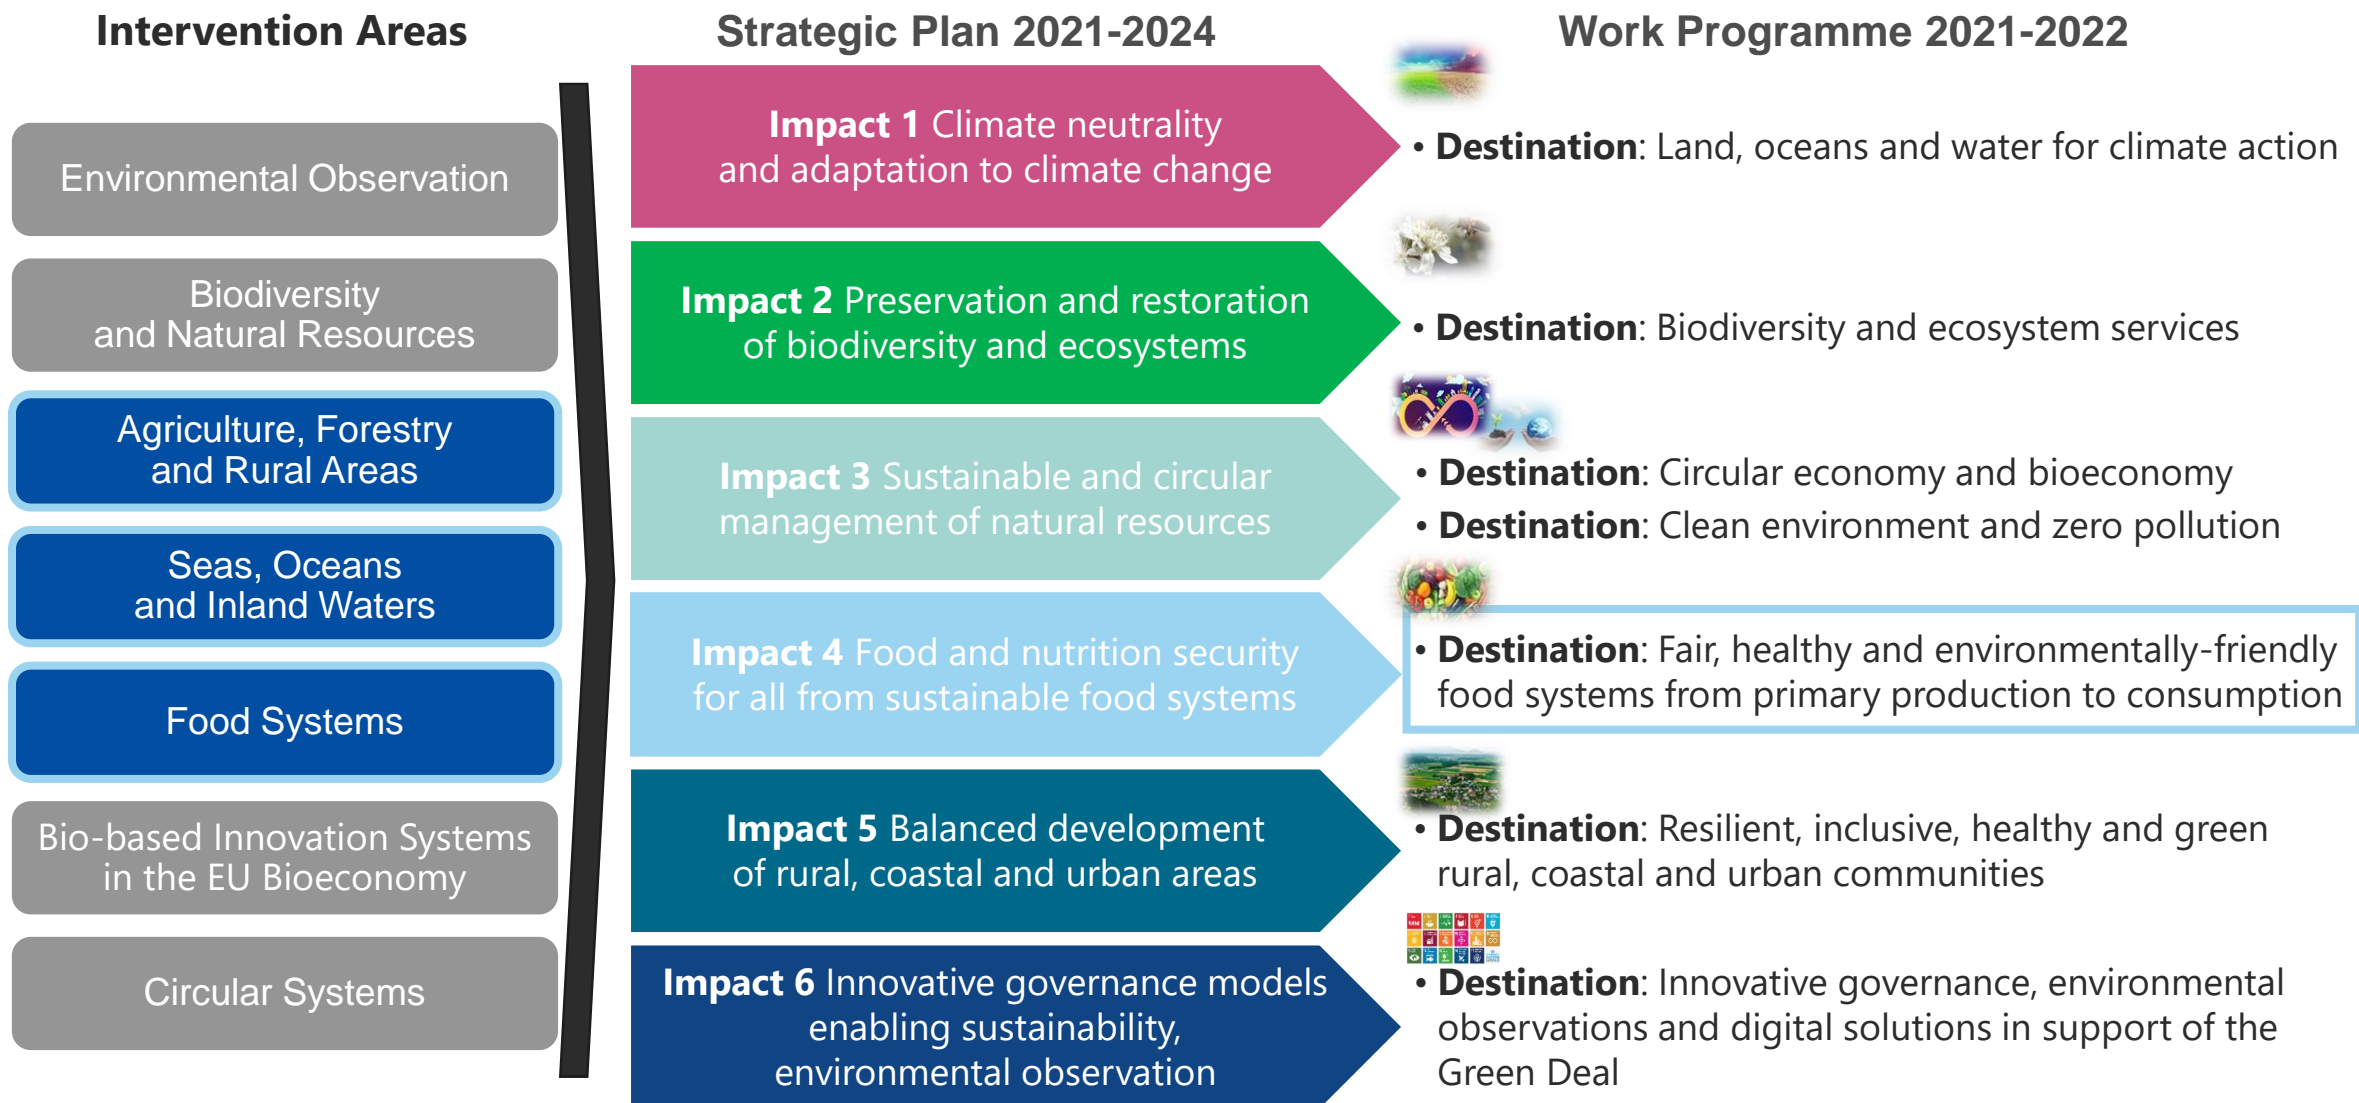 Intervention Areas
Environmental Observation
Biodiversity
and Natural Resources
Agriculture, Forestry
and Rural Areas
Seas, Oceans
and Inland Waters
Food Systems
Bio-based Innovation Systems
in the EU Bioeconomy
Circular Systems
Strategic Plan 2021-2024
Impact 1 Climate neutrality
and adaptation to climate change
Impact 2 Preservation and restoration
of biodiversity and ecosystems
Impact 3 Sustainable and circular
management of natural resources
Impact 4 Food and nutrition security
for all from sustainable food systems
Impact 5 Balanced development
of rural, coastal and urban areas
Impact 6 Innovative governance models
enabling sustainability,
environmental observation
Work Programme 2021-2022
• Destination: Land, oceans and water for climate action
• Destination: Biodiversity and ecosystem services
• Destination: Circular economy and bioeconomy
• Destination: Clean environment and zero pollution
• Destination: Fair, healthy and environmentally-friendly
food systems from primary production to consumption
• Destination: Resilient, inclusive, healthy and green
rural, coastal and urban communities
• Destination: Innovative governance, environmental
observations and digital solutions in support of the
Green Deal